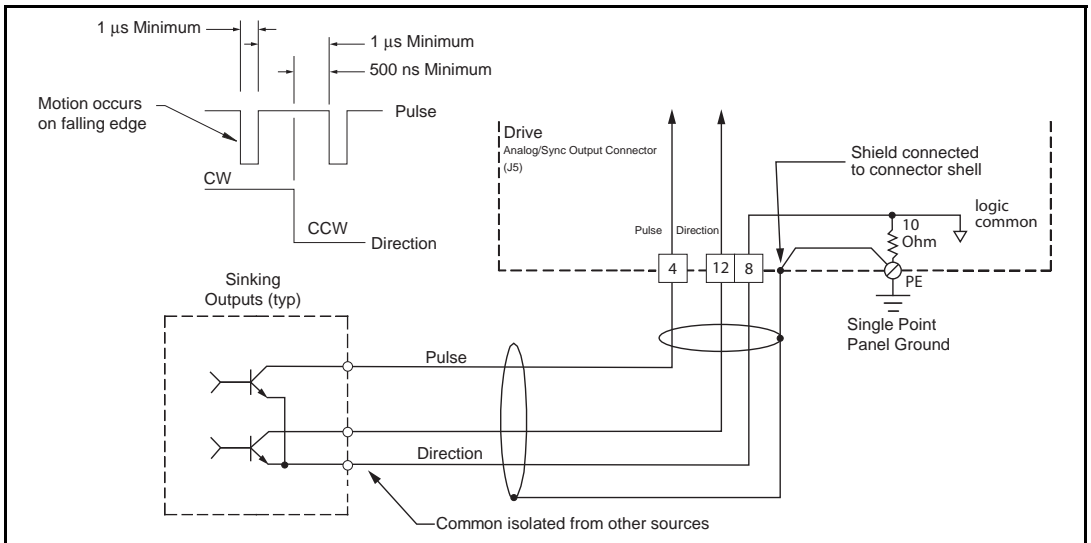 1 µs Minimum
1 µs Minimum
500 ns Minimum
Motion occurs
on falling edge
Pulse
CW
CCW
Direction
Drive
Analog/Sync Output Connector
(J5)
Shield connected
to connector shell
logic
common
10
Ohm
Pulse
Direction
4
12
8
PE
Single Point
Panel Ground
Sinking
Outputs (typ)
Pulse
Direction
Common isolated from other sources